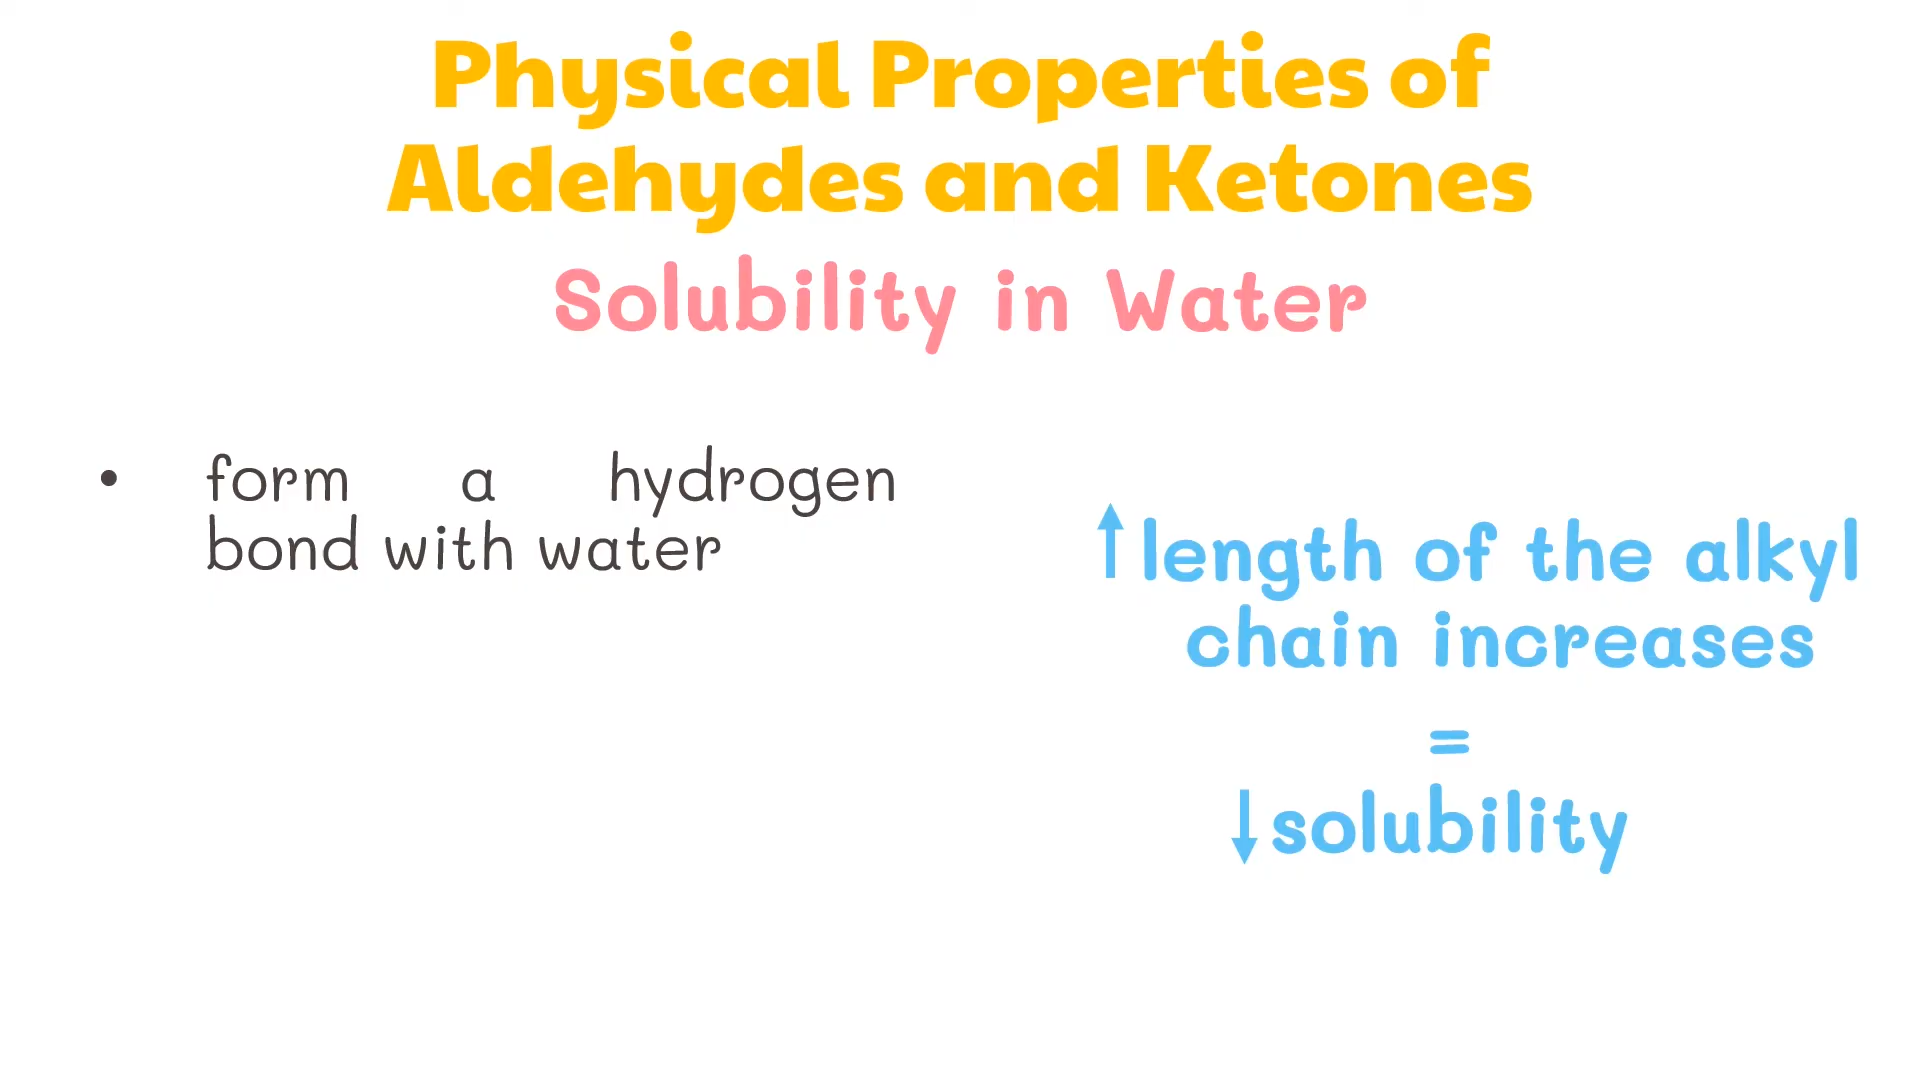 Physical Properties of
Aldehydes and Ketones
Solubility in Water
• form a hydrogen
bond with water
↑length of the alkyl
chain increases
=
↓solubility